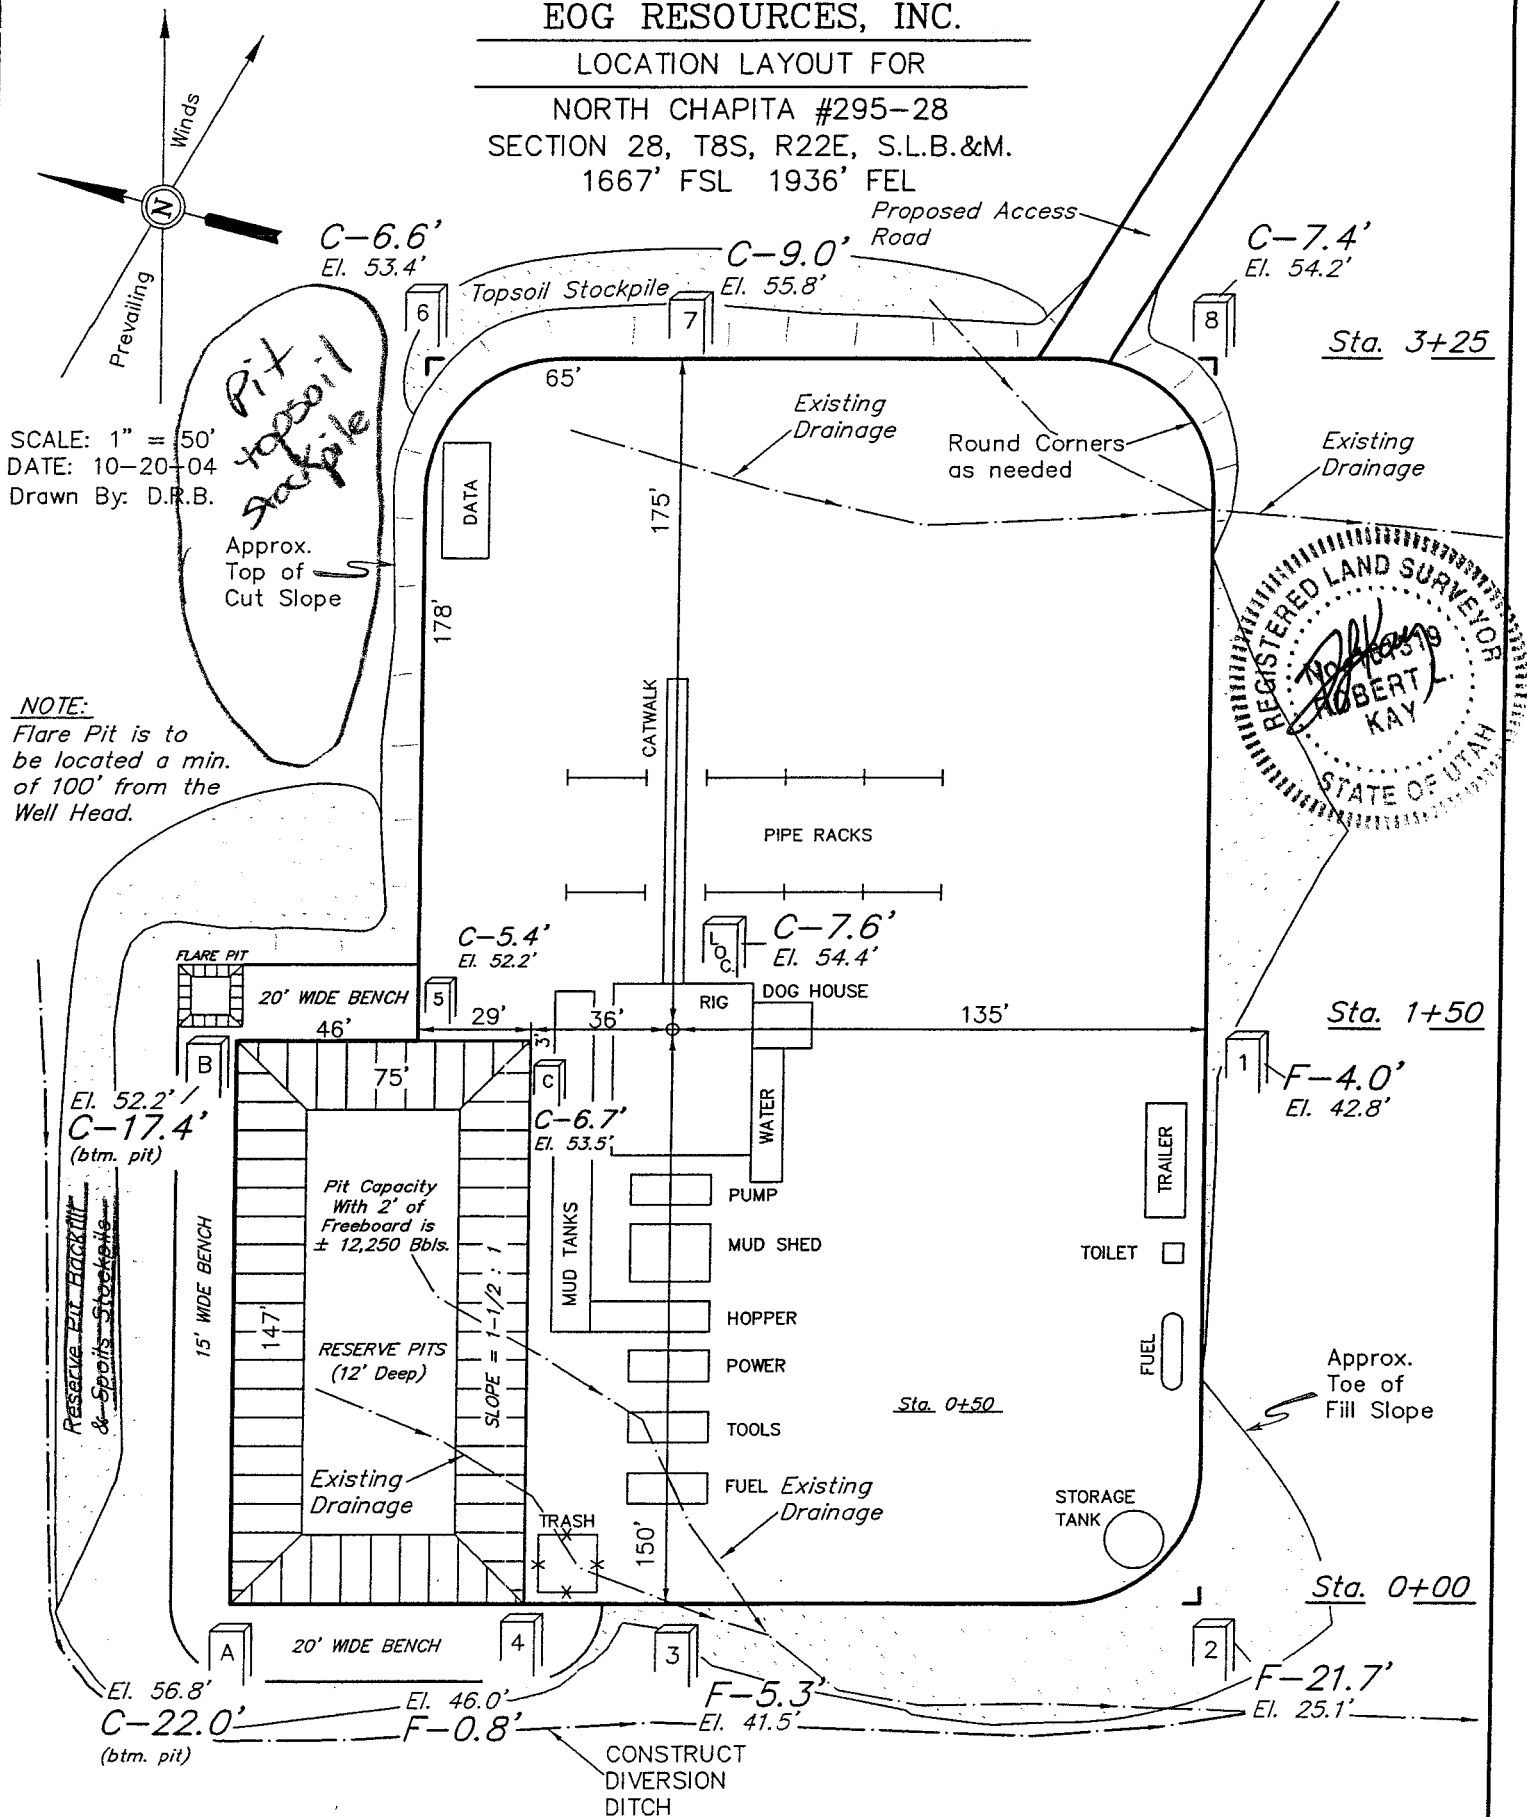 EOG RESOURCES, INC.
LOCATION LAYOUT FOR
NORTH CHAPITA #295-28
SECTION 28, T8S, R22E, S.L.B.&M.
1667' FSL 1936' FEL
Winds
N
Prevailing
SCALE: 1" = 50'
DATE: 10-20-04
Drawn By: D.R.B.
Pit
topsoil
stockpile
Approx.
Top of
Cut Slope
NOTE:
Flare Pit is to
be located a min.
of 100' from the
Well Head.
C-6.6'
El. 53.4'
6
Topsoil Stockpile
C-9.0'
El. 55.8'
7
Proposed Access
Road
C-7.4'
El. 54.2'
8
Sta. 3+25
65'
175'
178'
DATA
Existing
Drainage
Round Corners
as needed
Existing
Drainage
REGISTERED LAND SURVEYOR
ROBERT L.
KAY
STATE OF UTAH
CATWALK
PIPE RACKS
C-5.4'
El. 52.2'
5
LOC.
C-7.6'
El. 54.4'
FLARE PIT
20' WIDE BENCH
46'
29'
36'
3'
RIG
DOG HOUSE
135'
Sta. 1+50
1
F-4.0'
El. 42.8'
B
El. 52.2'
C-17.4'
(btm. pit)
75'
C
C-6.7'
El. 53.5'
WATER
TRAILER
Pit Capacity
With 2' of
Freeboard is
± 12,250 Bbls.
Reserve Pit Backfill
& Spoils Stockpile
15' WIDE BENCH
147'
RESERVE PITS
(12' Deep)
SLOPE = 1-1/2 : 1
MUD TANKS
PUMP
MUD SHED
HOPPER
POWER
TOOLS
FUEL
TOILET
FUEL
Sta. 0+50
Approx.
Toe of
Fill Slope
Existing
Drainage
TRASH
150'
Existing
Drainage
STORAGE
TANK
Sta. 0+00
A
20' WIDE BENCH
4
3
2
El. 56.8'
C-22.0'
(btm. pit)
El. 46.0'
F-0.8'
F-5.3'
El. 41.5'
F-21.7'
El. 25.1'
CONSTRUCT
DIVERSION
DITCH